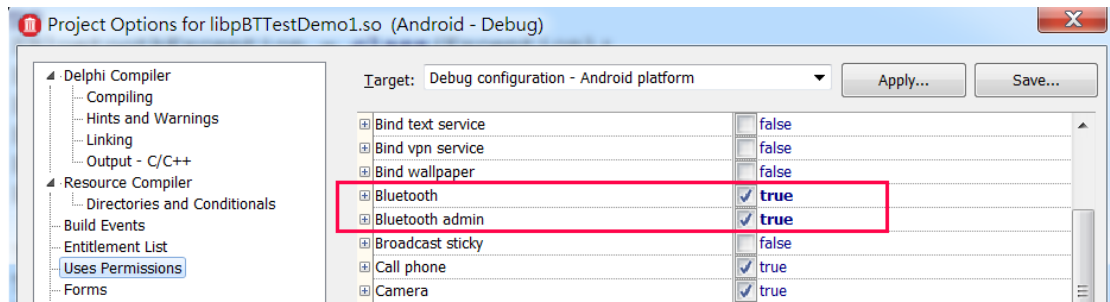 Project Options for libpBTTestDemo1.so (Android - Debug)
Delphi Compiler
Compiling
Hints and Warnings
Linking
Output - C/C++
Resource Compiler
Directories and Conditionals
Build Events
Entitlement List
Uses Permissions
Forms
Target: Debug configuration - Android platform Apply... Save...
Bind text service false
Bind vpn service false
Bind wallpaper false
Bluetooth true
Bluetooth admin true
Broadcast sticky false
Call phone true
Camera true